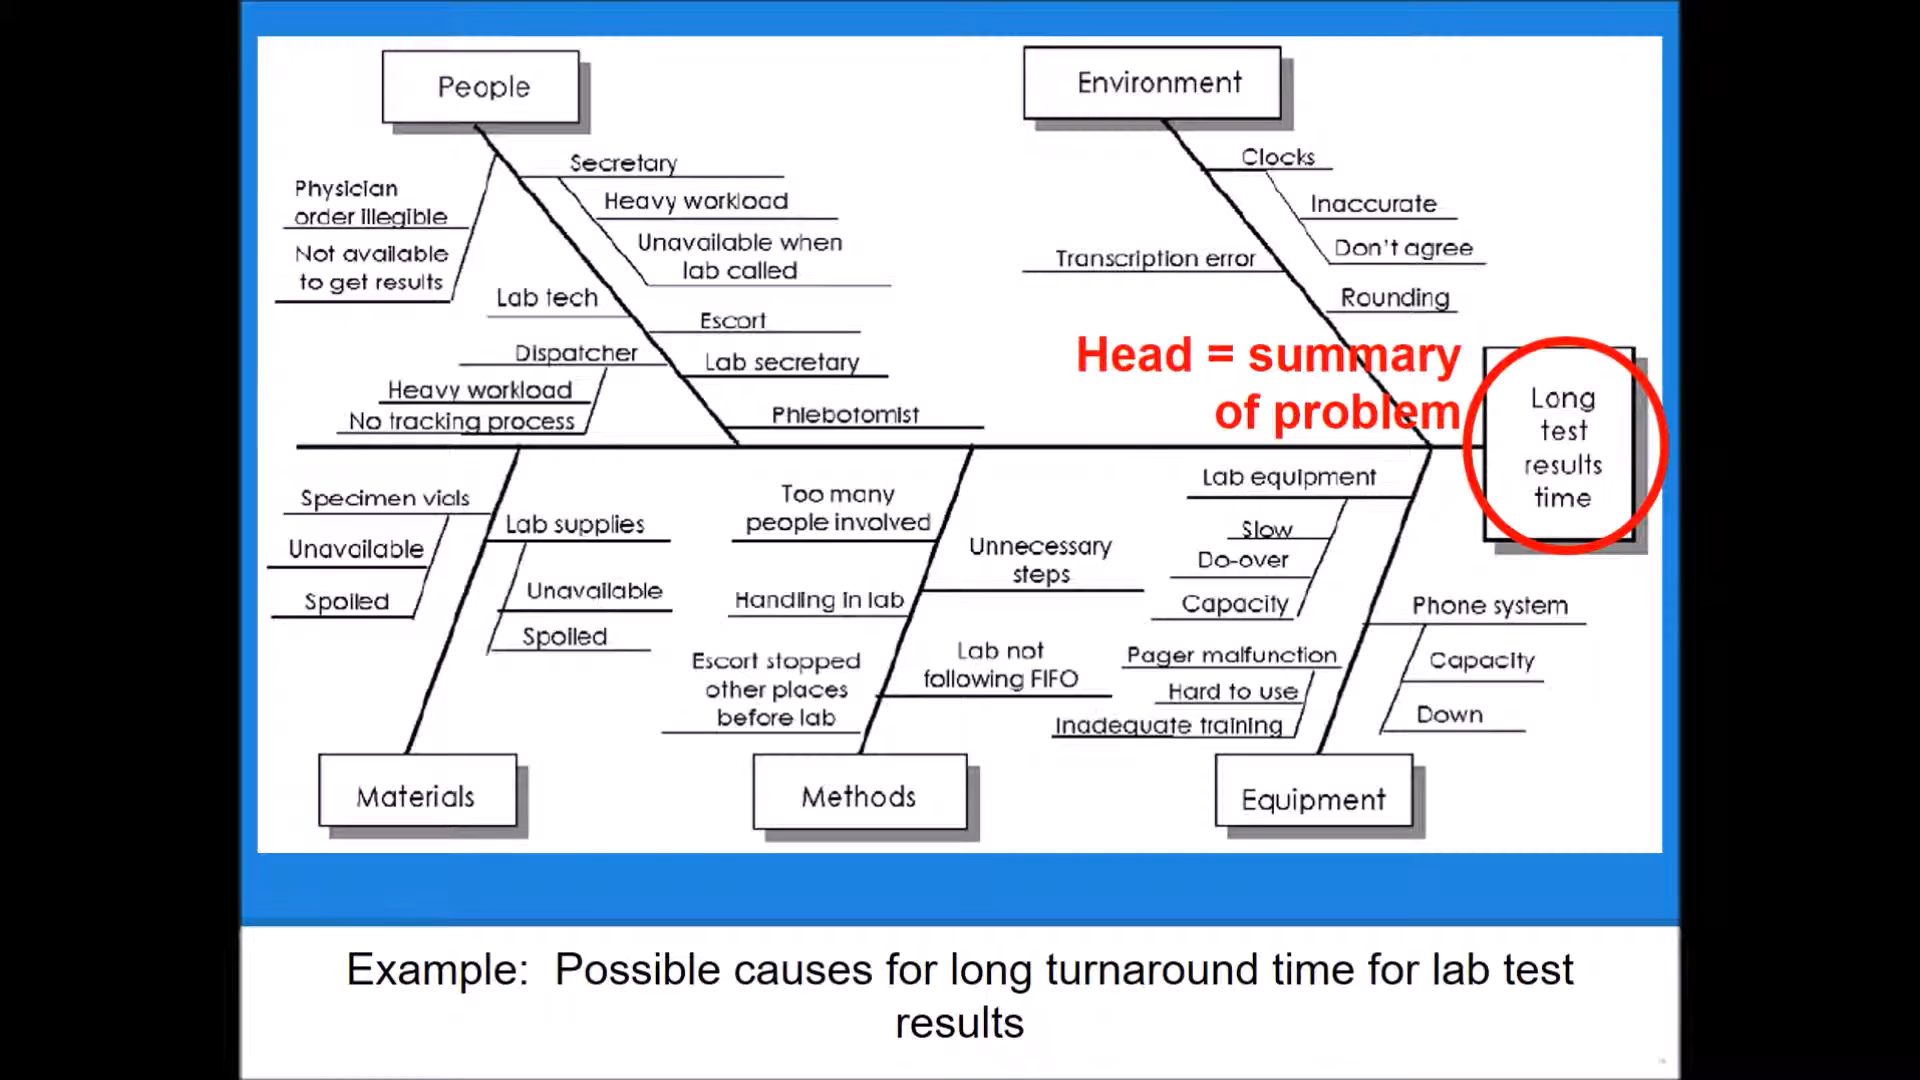 People
Environment
Secretary
Clocks
Physician
order illegible
Heavy workload
Inaccurate
Not available
to get results
Unavailable when
lab called
Don't agree
Transcription error
Lab tech
Rounding
Escort
Dispatcher
Lab secretary
Heavy workload
No tracking process
Phlebotomist
Head = summary
of problem
Long
test
results
time
Specimen vials
Lab supplies
Unavailable
Unavailable
Spoiled
Spoiled
Too many
people involved
Unnecessary
steps
Handling in lab
Lab not
following FIFO
Escort stopped
other places
before lab
Lab equipment
Slow
Do-over
Capacity
Phone system
Pager malfunction
Capacity
Hard to use
Down
Inadequate training
Materials
Methods
Equipment
Example: Possible causes for long turnaround time for lab test
results